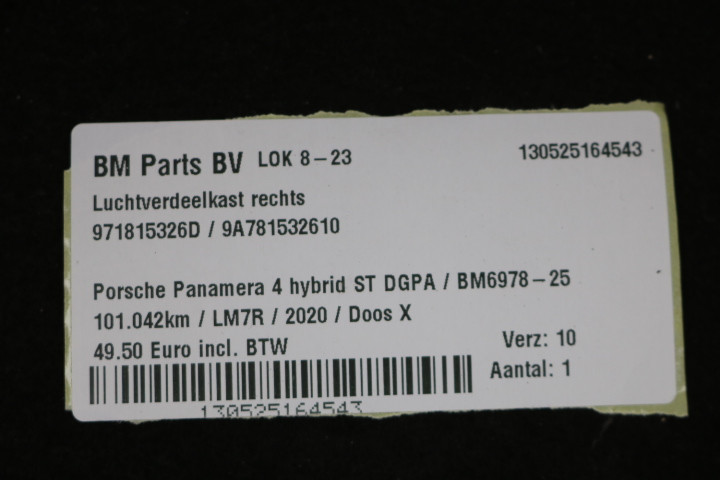 BM Parts BV LOK 8-23 130525164543
Luchtverdeelkast rechts
971815326D / 9A781532610
Porsche Panamera 4 hybrid ST DGPA / BM6978-25
101.042km / LM7R / 2020 / Doos X
49.50 Euro incl. BTW Verz: 10
Aantal: 1
130525164543